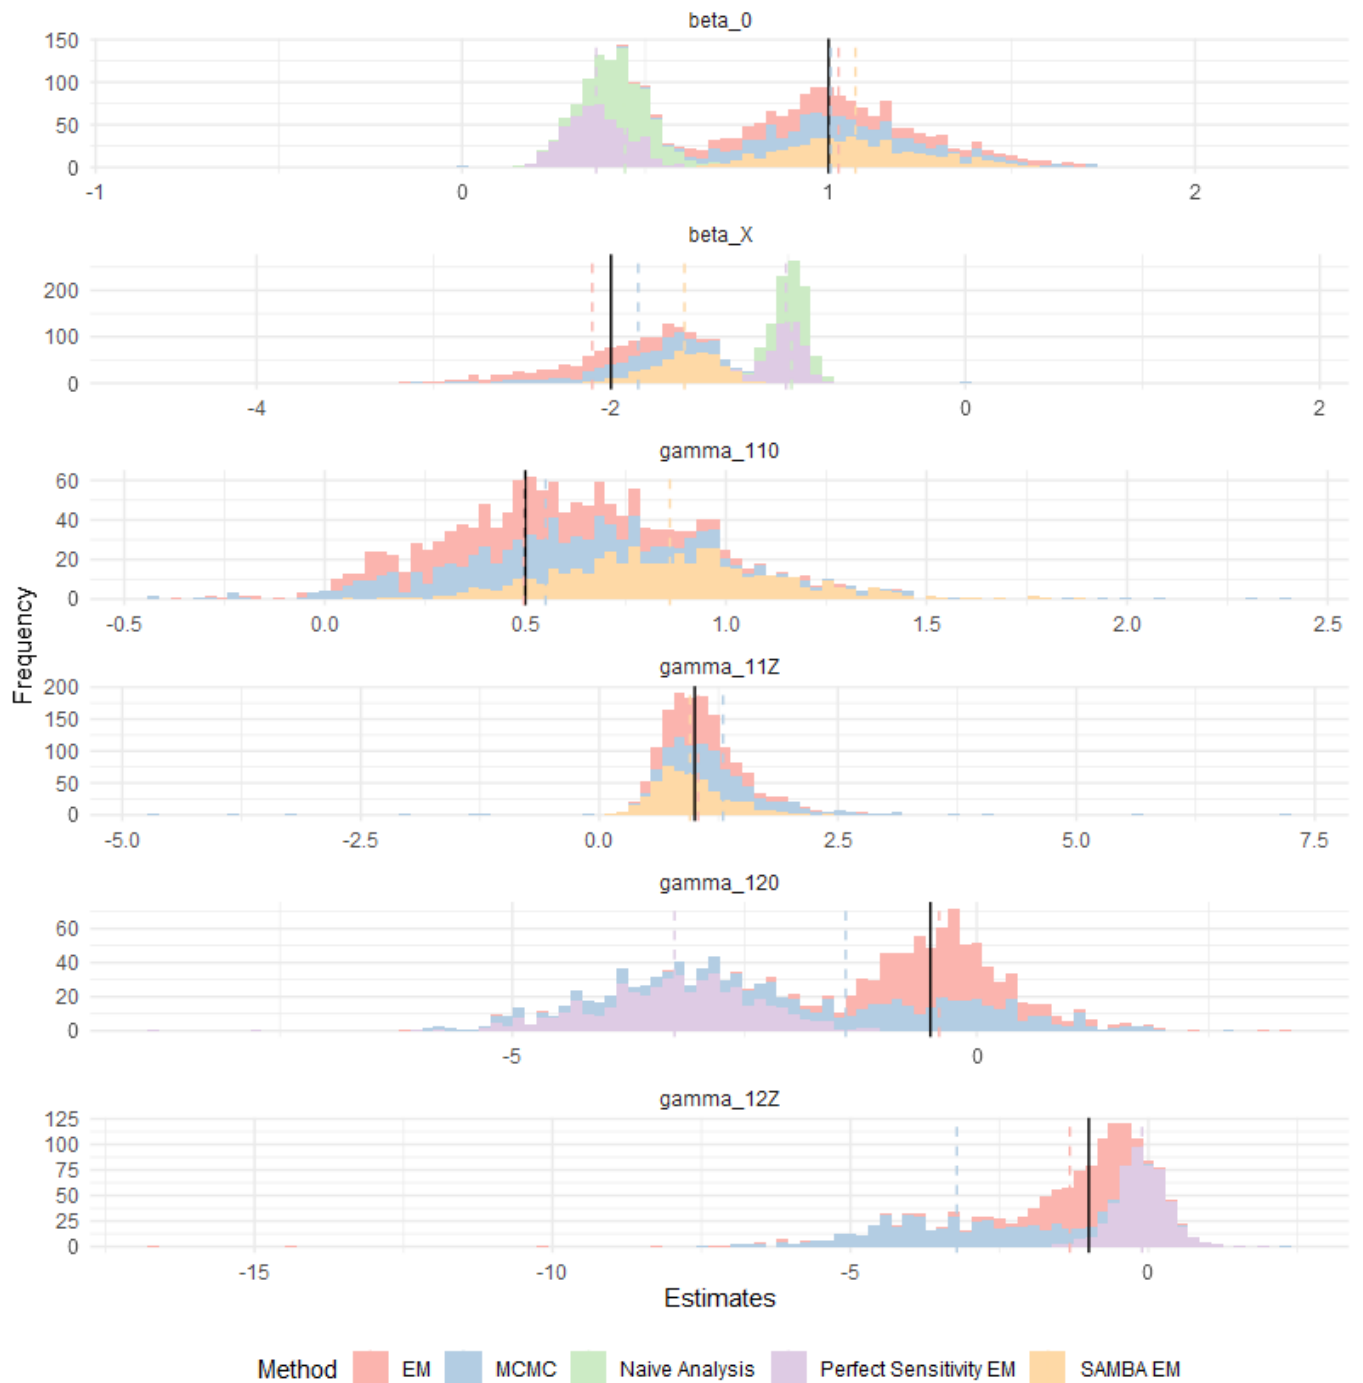 beta_0
150
100
50
0
-1 0 1 2
beta_X
200
100
0
-4 -2 0 2
gamma_110
60
40
20
0
-0.5 0.0 0.5 1.0 1.5 2.0 2.5
Frequency
gamma_11Z
200
150
100
50
0
-5.0 -2.5 0.0 2.5 5.0 7.5
gamma_120
60
40
20
0
-5 0
gamma_12Z
125
100
75
50
25
0
-15 -10 -5 0
Estimates
Method EM MCMC Naive Analysis Perfect Sensitivity EM SAMBA EM